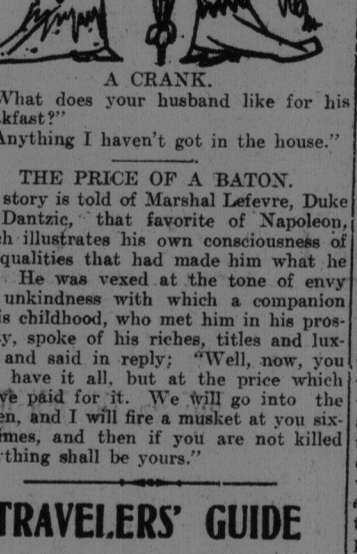 A CRANK.
What does your husband like for his
kfast?"
Anything I haven't got in the house."
THE PRICE OF A BATON.
story is told of Marshal Lefevre, Duke
Dantzic, that favorite of Napoleon,
ch illustrates his own consciousness of
qualities that had made him what he
He was vexed at the tone of envy
unkindness with which a companion
is childhood, who met him in his pros-
y, spoke of his riches, titles and lux-
and said in reply; "Well, now, you
have it all, but at the price which
ve paid for it. We will go into the
en, and I will fire a musket at you six-
imes, and then if you are not killed
thing shall be yours."
TRAVELERS' GUIDE